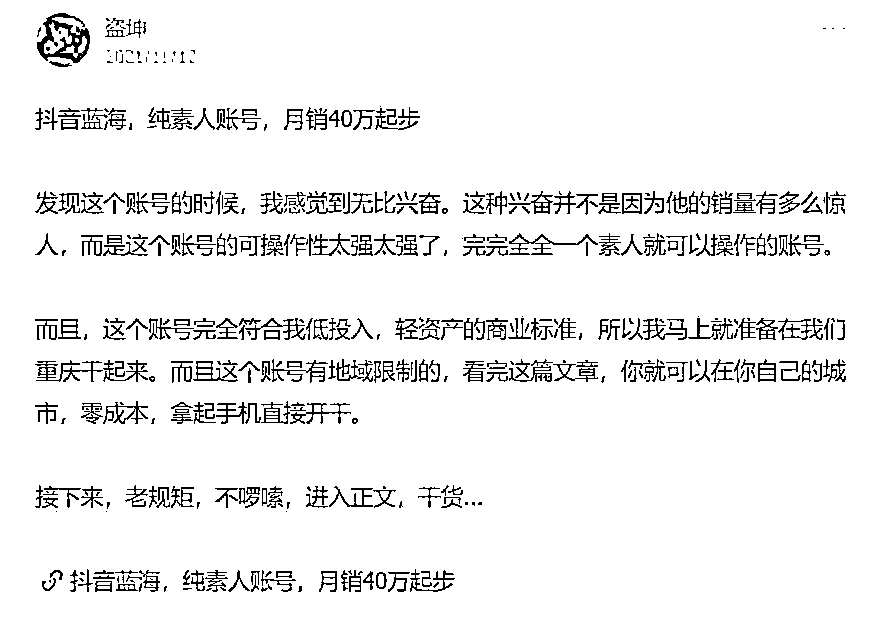 盗坤
抖音蓝海，纯素人账号，月销40万起步
发现这个账号的时候，我感觉到无比兴奋。这种兴奋并不是因为他的销量有多么惊
人，而是这个账号的可操作性太强太强了，完完全全一个素人就可以操作的账号。
而且，这个账号完全符合我低投入，轻资产的商业标准，所以我马上就准备在我们
重庆干起来。而且这个账号有地域限制的，看完这篇文章，你就可以在你自己的城
市，零成本，拿起手机直接开干。
接下来，老规矩，不啰嗦，进入正文，干货...
抖音蓝海，纯素人账号，月销40万起步